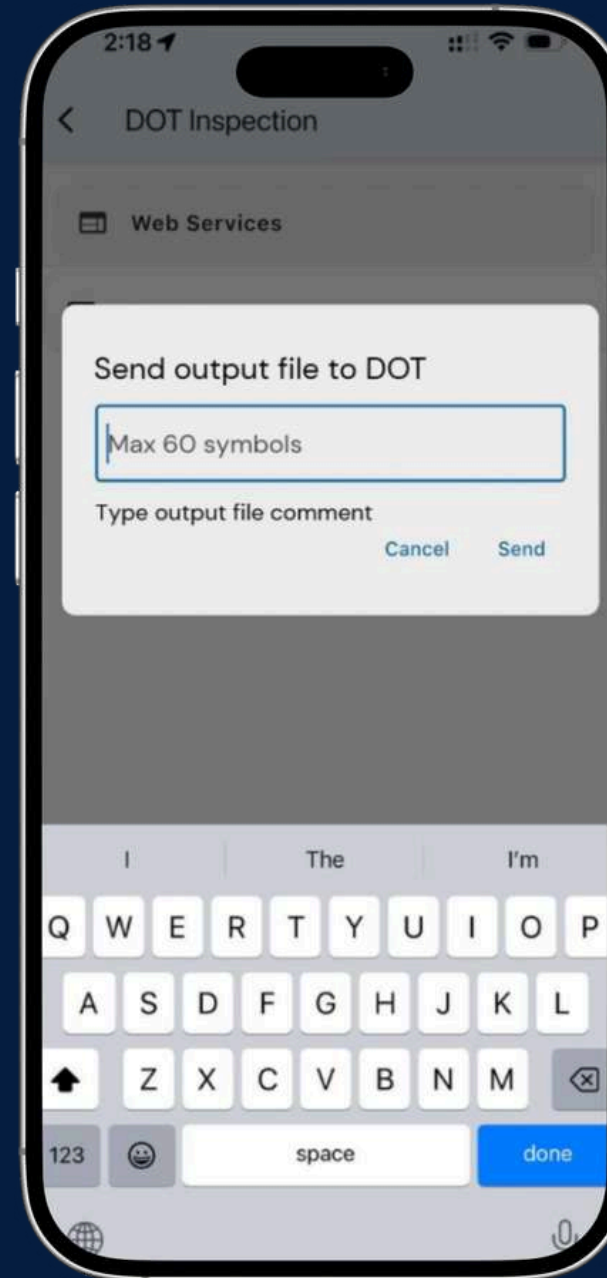 2:18
DOT Inspection
Web Services
Send output file to DOT
Max 60 symbols
Type output file comment
Cancel Send
I The I'm
Q W E R T Y U I O P
A S D F G H J K L
Z X C V B N M
123 space done